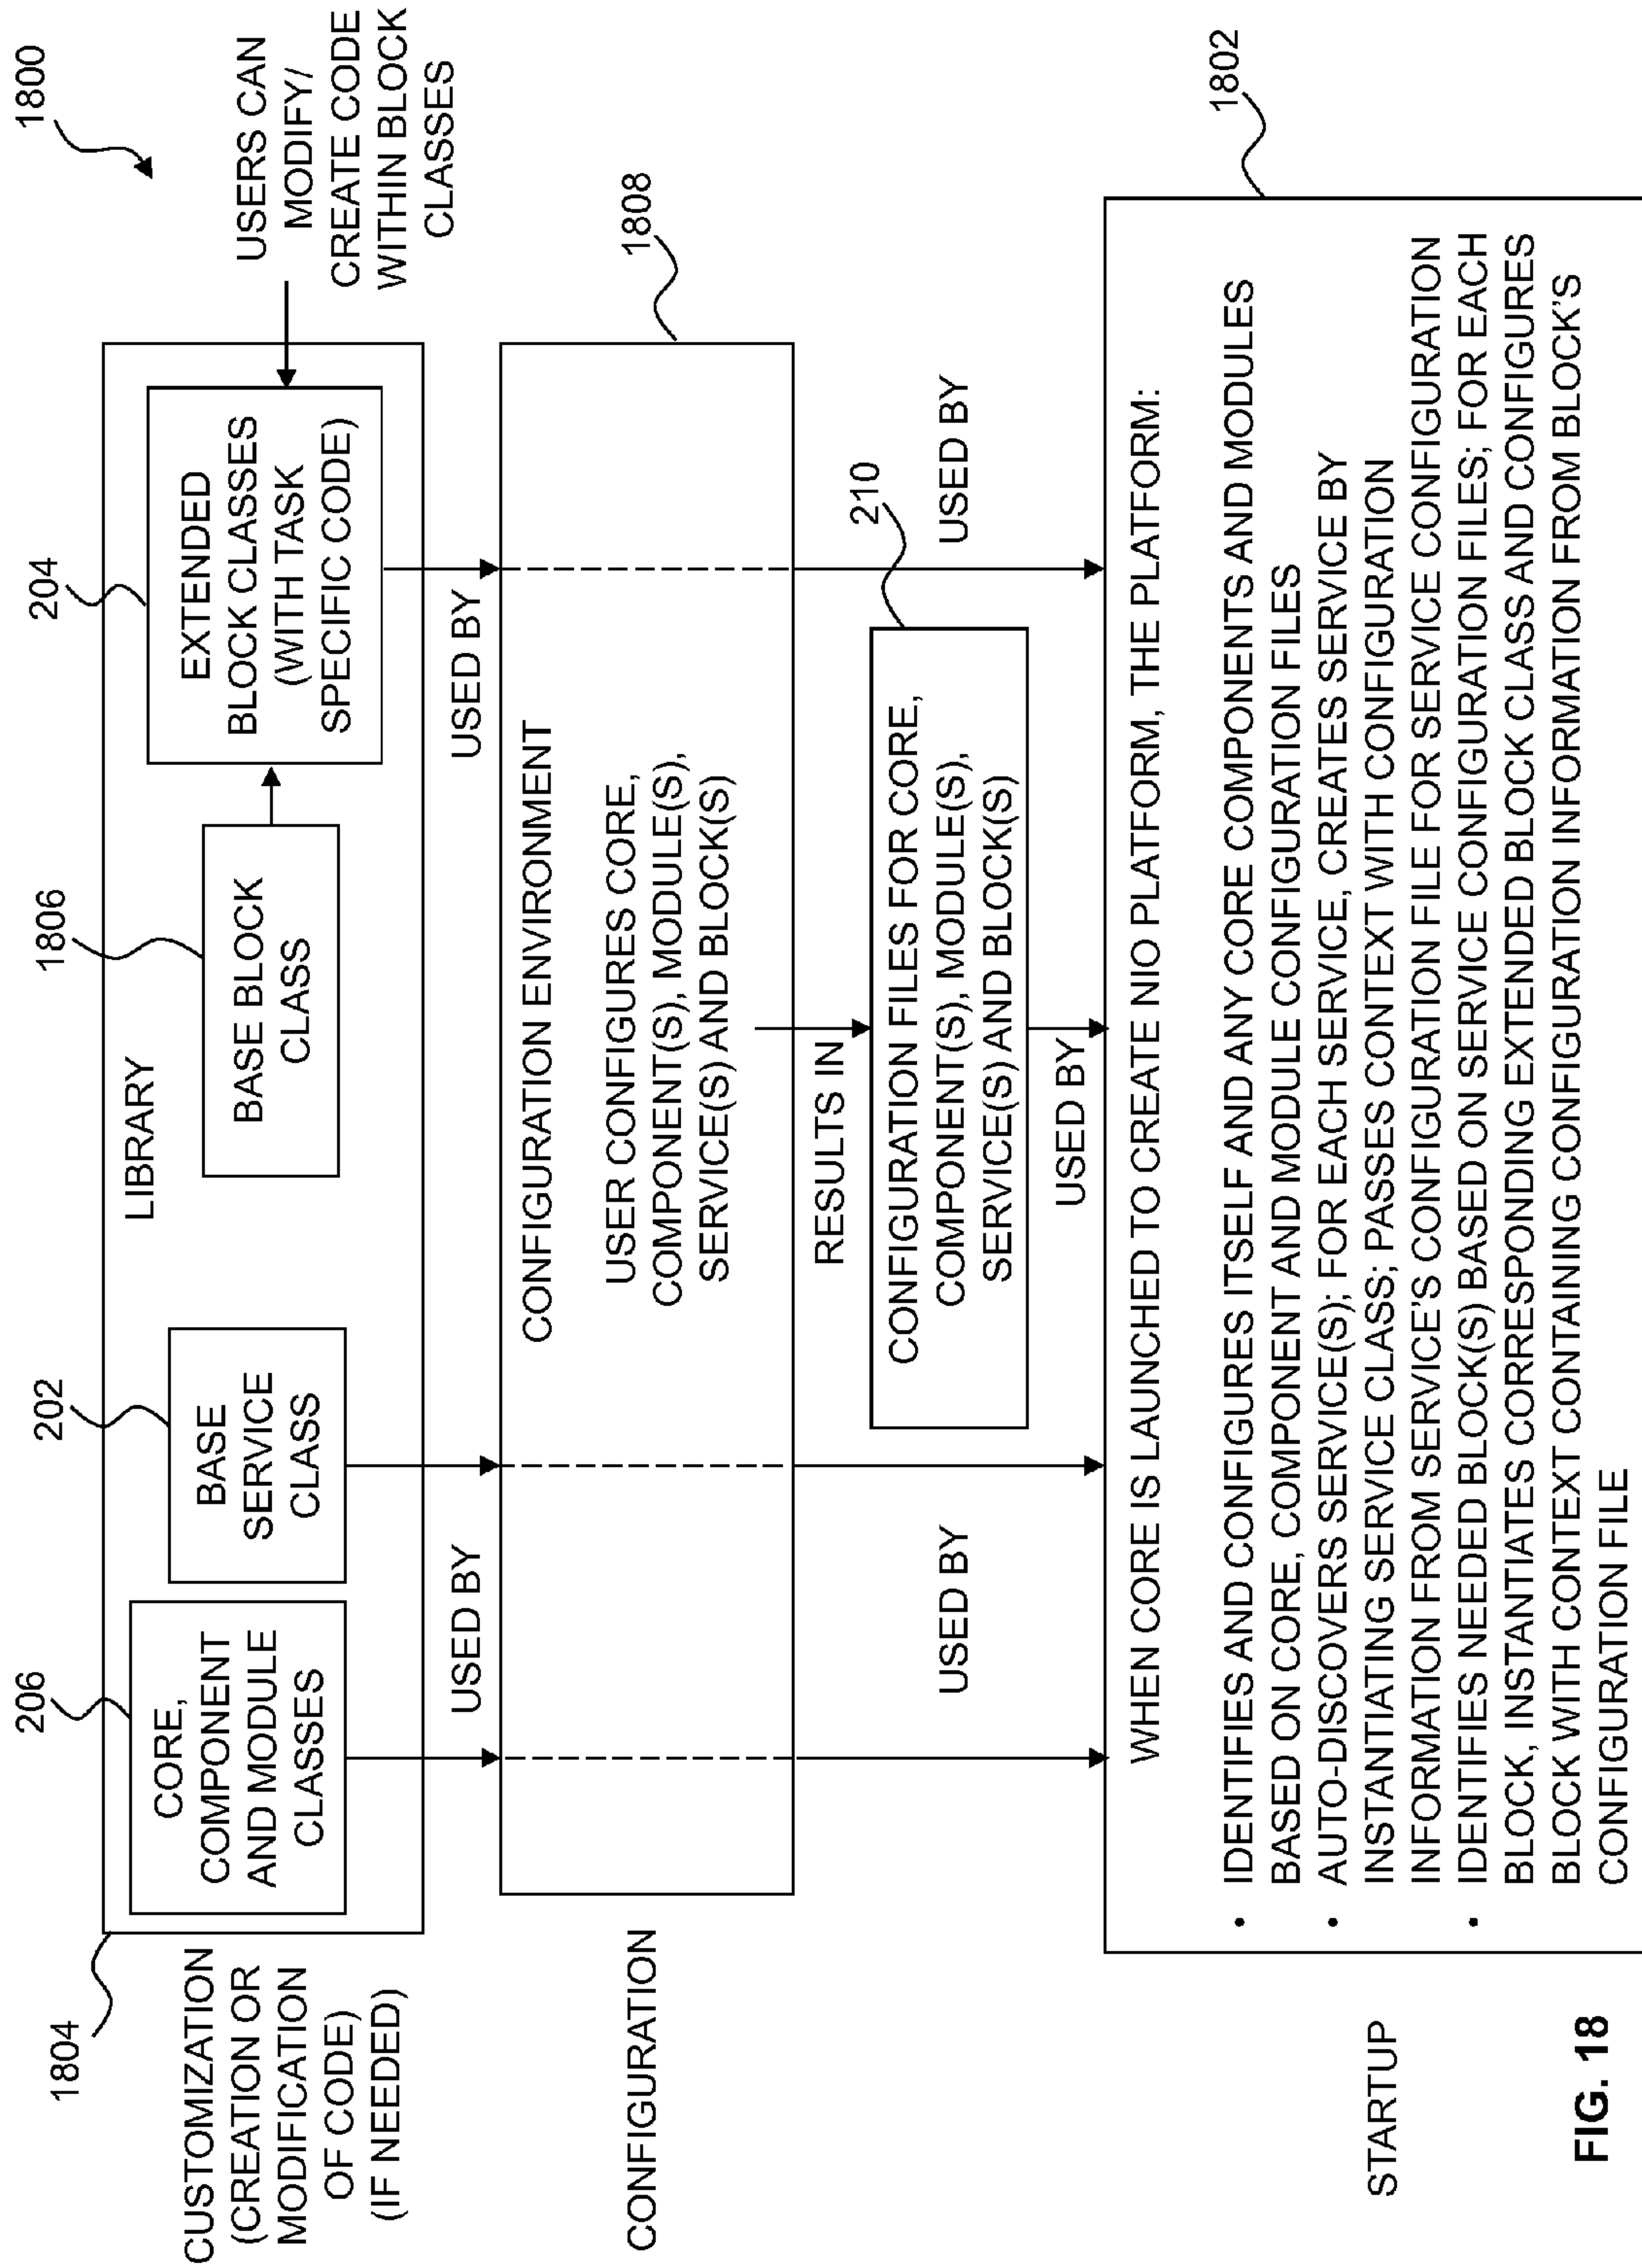 1800
1804
206
202
1806
204
USERS CAN
MODIFY/
CREATE CODE
WITHIN BLOCK
CLASSES
CUSTOMIZATION
(CREATION OR
MODIFICATION
OF CODE)
(IF NEEDED)
LIBRARY
CORE,
COMPONENT
AND MODULE
CLASSES
BASE
SERVICE
CLASS
BASE BLOCK
CLASS
EXTENDED
BLOCK CLASSES
(WITH TASK
SPECIFIC CODE)
USED BY
USED BY
1808
CONFIGURATION
CONFIGURATION ENVIRONMENT
USER CONFIGURES CORE,
COMPONENT(S), MODULE(S),
SERVICE(S) AND BLOCK(S)
RESULTS IN
210
CONFIGURATION FILES FOR CORE,
COMPONENT(S), MODULE(S),
SERVICE(S) AND BLOCK(S)
USED BY
USED BY
USED BY
1802
STARTUP
WHEN CORE IS LAUNCHED TO CREATE NIO PLATFORM, THE PLATFORM:
• IDENTIFIES AND CONFIGURES ITSELF AND ANY CORE COMPONENTS AND MODULES
BASED ON CORE, COMPONENT AND MODULE CONFIGURATION FILES
• AUTO-DISCOVERS SERVICE(S); FOR EACH SERVICE, CREATES SERVICE BY
INSTANTIATING SERVICE CLASS; PASSES CONTEXT WITH CONFIGURATION
INFORMATION FROM SERVICE'S CONFIGURATION FILE FOR SERVICE CONFIGURATION
• IDENTIFIES NEEDED BLOCK(S) BASED ON SERVICE CONFIGURATION FILES; FOR EACH
BLOCK, INSTANTIATES CORRESPONDING EXTENDED BLOCK CLASS AND CONFIGURES
BLOCK WITH CONTEXT CONTAINING CONFIGURATION INFORMATION FROM BLOCK'S
CONFIGURATION FILE
FIG. 18